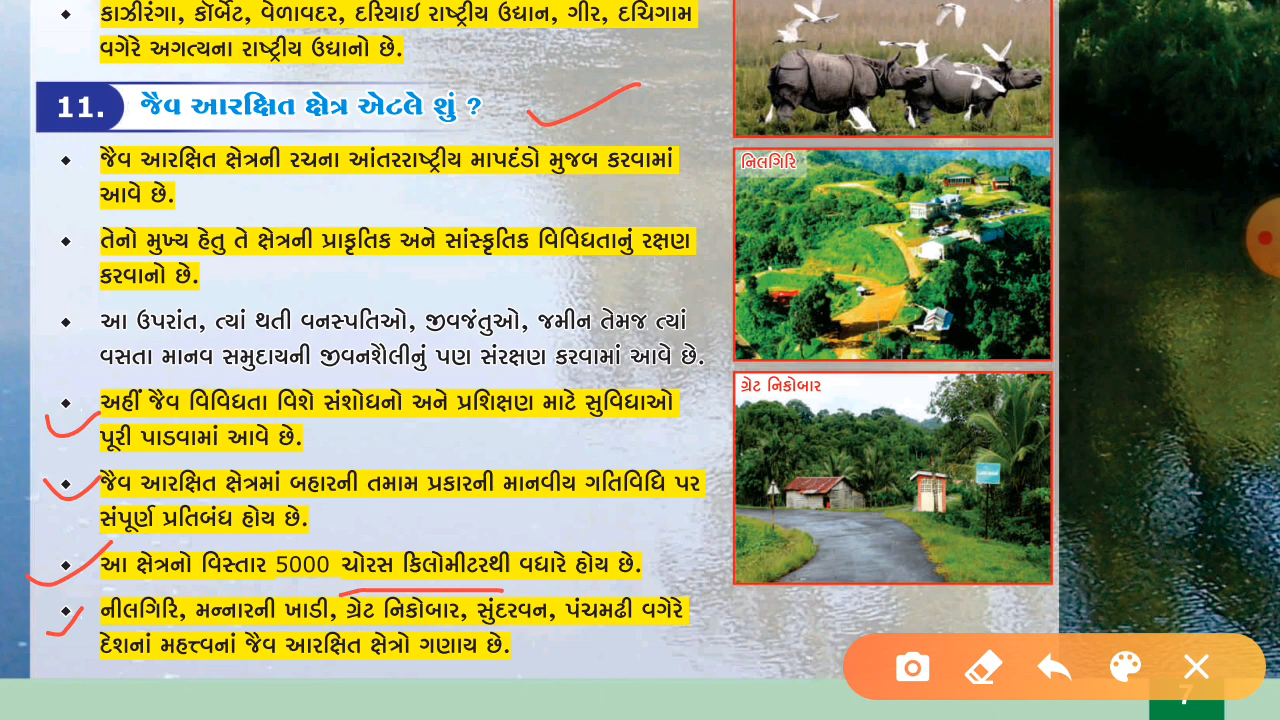 ◆ કાઝીરંગા, કૉર્બેટ, વેળાવદર, દરિયાઇ રાષ્ટ્રીય ઉદ્યાન, ગીર, દચિગામ
વગેરે અગત્યના રાષ્ટ્રીય ઉદ્યાનો છે.
11. જૈવ આરક્ષિત ક્ષેત્ર એટલે શું ?
◆ જૈવ આરક્ષિત ક્ષેત્રની રચના આંતરરાષ્ટ્રીય માપદંડો મુજબ કરવામાં
આવે છે.
◆ તેનો મુખ્ય હેતુ તે ક્ષેત્રની પ્રાકૃતિક અને સાંસ્કૃતિક વિવિધતાનું રક્ષણ
કરવાનો છે.
◆ આ ઉપરાંત, ત્યાં થતી વનસ્પતિઓ, જીવજંતુઓ, જમીન તેમજ ત્યાં
વસતા માનવ સમુદાયની જીવનશૈલીનું પણ સંરક્ષણ કરવામાં આવે છે.
◆ અહીં જૈવ વિવિધતા વિશે સંશોધનો અને પ્રશિક્ષણ માટે સુવિધાઓ
પૂરી પાડવામાં આવે છે.
◆ જૈવ આરક્ષિત ક્ષેત્રમાં બહારની તમામ પ્રકારની માનવીય ગતિવિધિ પર
સંપૂર્ણ પ્રતિબંધ હોય છે.
◆ આ ક્ષેત્રનો વિસ્તાર 5000 ચોરસ કિલોમીટરથી વધારે હોય છે.
◆ નીલગિરિ, મન્નારની ખાડી, ગ્રેટ નિકોબાર, સુંદરવન, પંચમઢી વગેરે
દેશનાં મહત્ત્વનાં જૈવ આરક્ષિત ક્ષેત્રો ગણાય છે.
નિલગિરિ
ગ્રેટ નિકોબાર
7